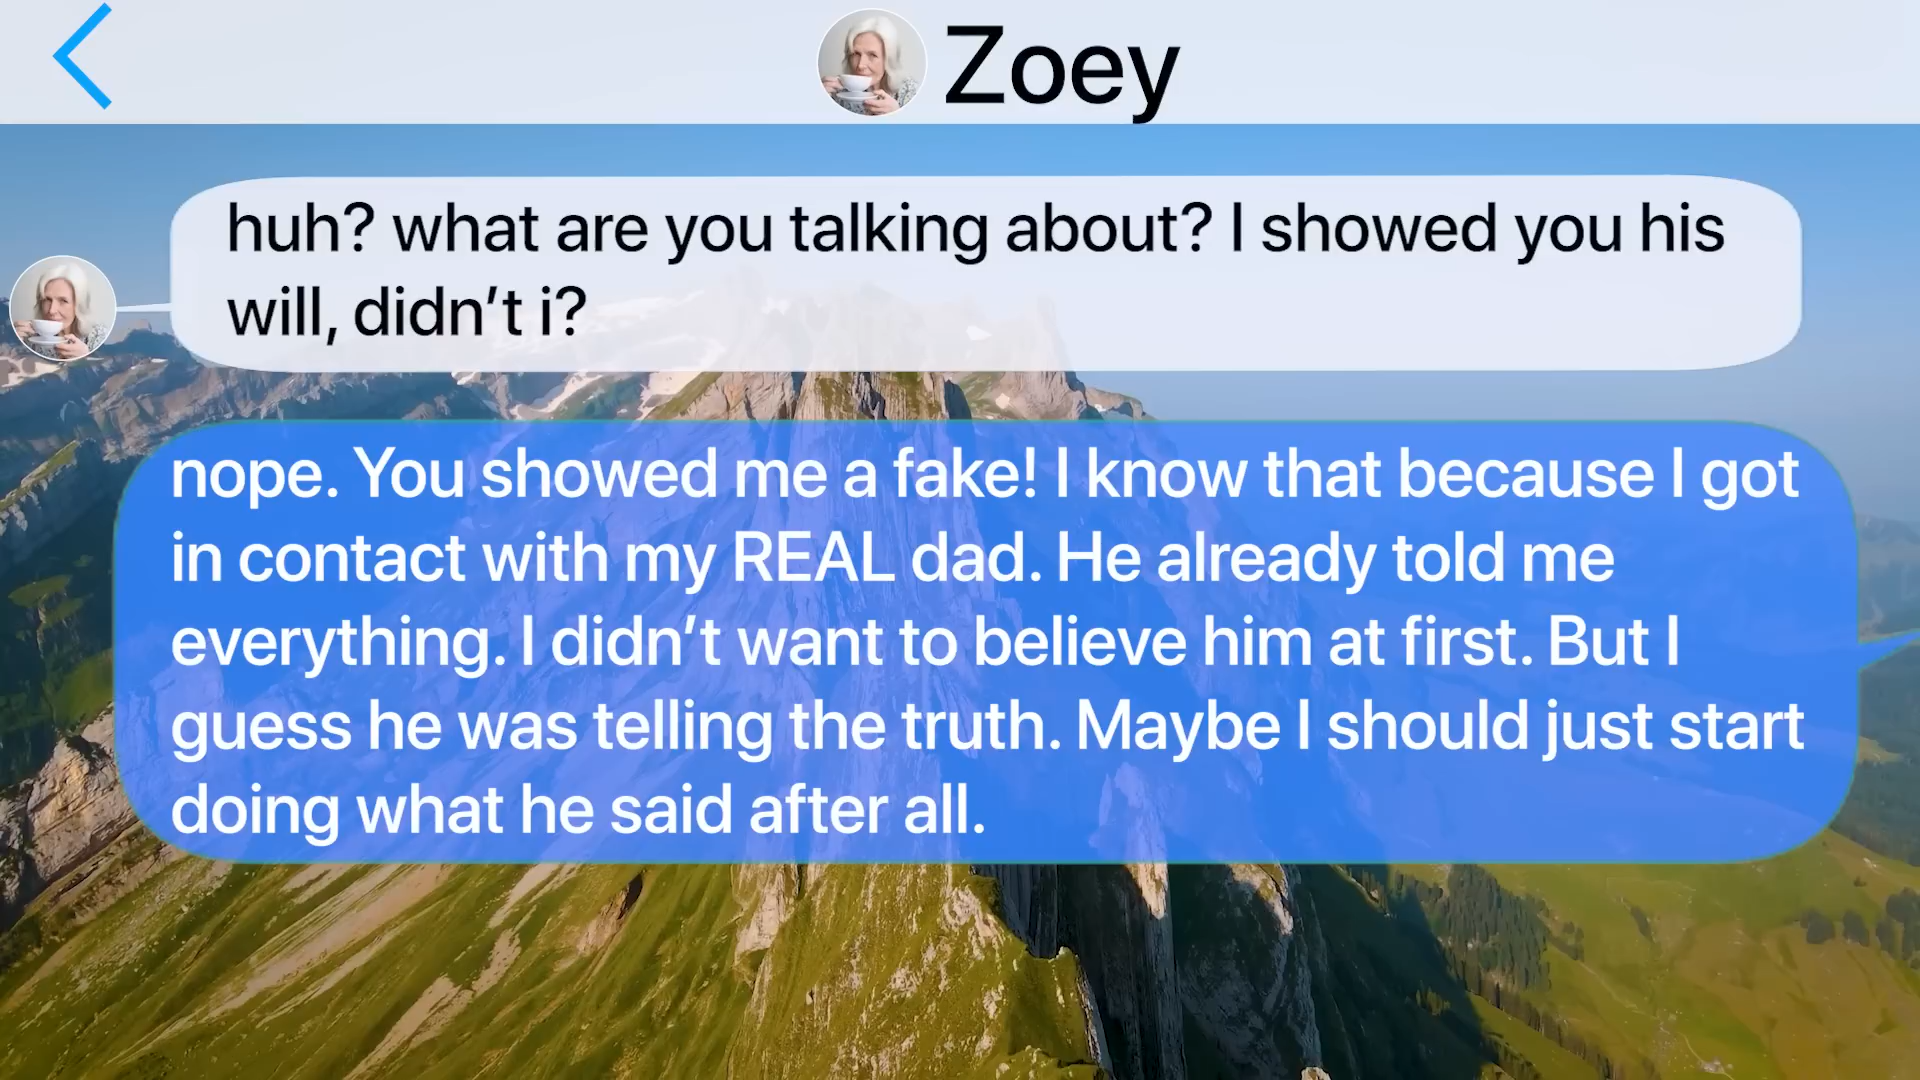 Zoey
huh? what are you talking about? I showed you his
will, didn’t i?
nope. You showed me a fake! I know that because I got
in contact with my REAL dad. He already told me
everything. I didn’t want to believe him at first. But I
guess he was telling the truth. Maybe I should just start
doing what he said after all.